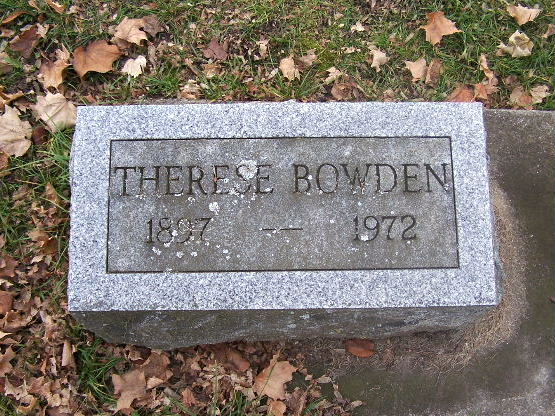 THERESE BOWDEN
1897 — 1972